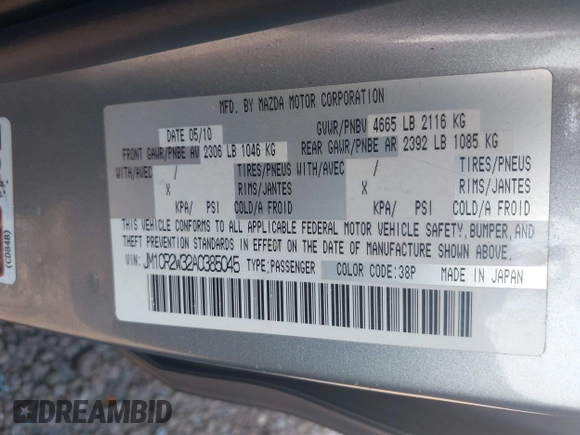 MFD. BY MAZDA MOTOR CORPORATION
DATE 05/10 GVWR/PNBV 4665 LB 2116 KG
FRONT GAWR/PNBE AV 2306 LB 1046 KG REAR GAWR/PNBE AR 2392 LB 1085 KG
WITH/AVEC / TIRES/PNEUS WITH/AVEC / TIRES/PNEUS
X RIMS/JANTES X RIMS/JANTES
KPA/ PSI COLD/A FROID KPA/ PSI COLD/A FROID
THIS VEHICLE CONFORMS TO ALL APPLICABLE FEDERAL MOTOR VEHICLE SAFETY, BUMPER, AND
THEFT PREVENTION STANDARDS IN EFFECT ON THE DATE OF MANUFACTURE SHOWN ABOVE.
VIN: JM1CR2W32A0385045 TYPE:PASSENGER COLOR CODE:38P MADE IN JAPAN
(CD84B)
DREAMBID